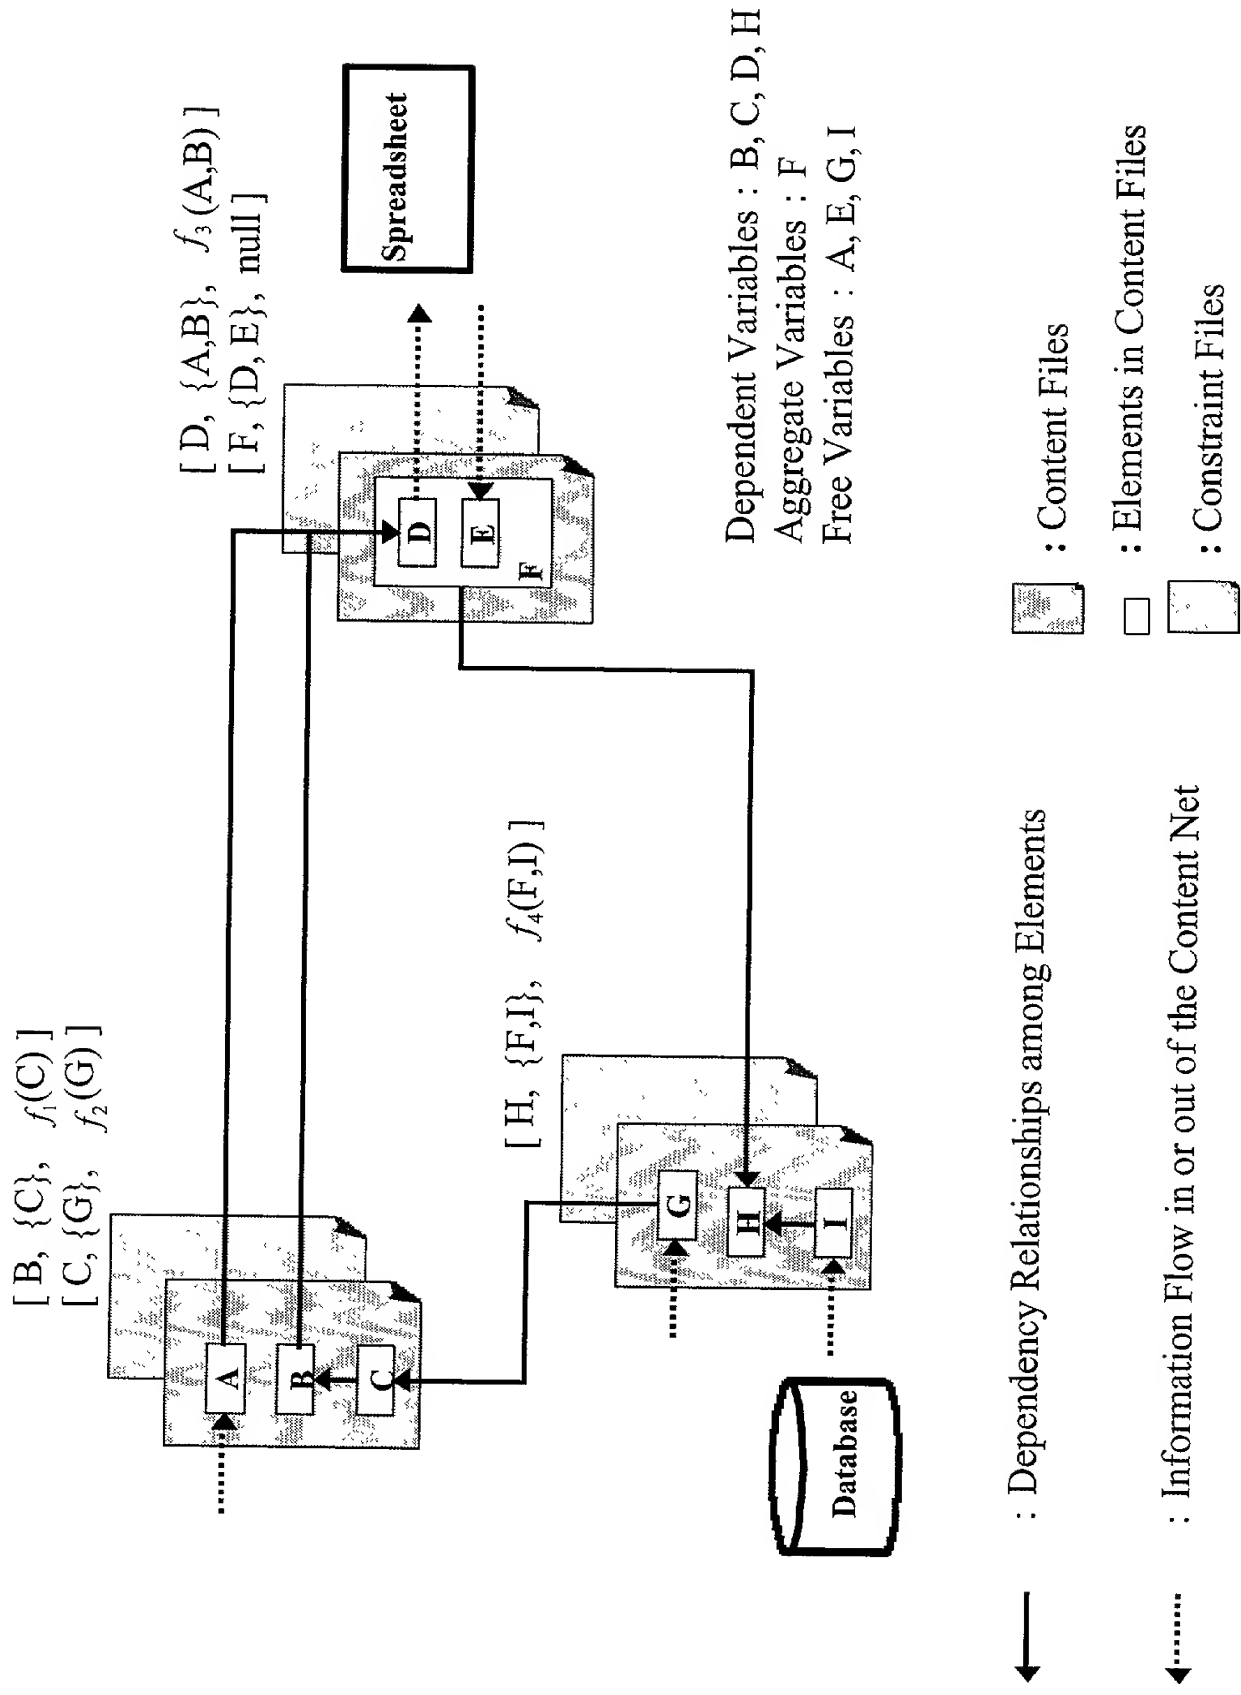 [ B, {C}, f₁(C) ]
[ C, {G}, f₂(G) ]
[ D, {A,B}, f₃(A,B) ]
[ F, {D, E}, null ]
A
B
C
D
E
F
Spreadsheet
[ H, {F,I}, f₄(F,I) ]
G
H
I
Database
Dependent Variables : B, C, D, H
Aggregate Variables : F
Free Variables : A, E, G, I
: Dependency Relationships among Elements
: Information Flow in or out of the Content Net
: Content Files
: Elements in Content Files
: Constraint Files